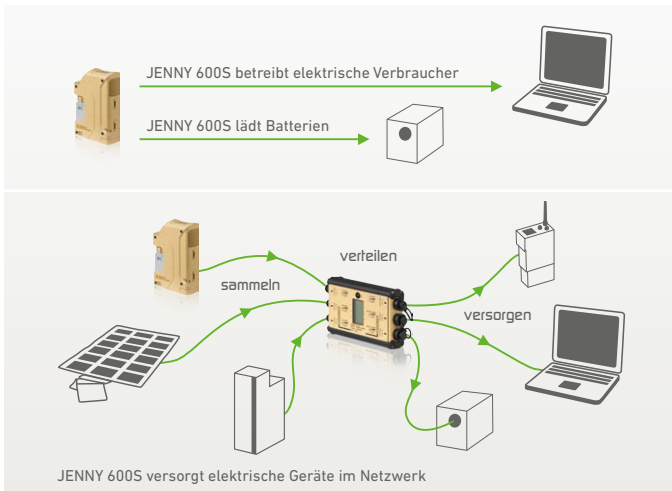 JENNY 600S betreibt elektrische Verbraucher
JENNY 600S lädt Batterien
verteilen
sammeln
versorgen
JENNY 600S versorgt elektrische Geräte im Netzwerk